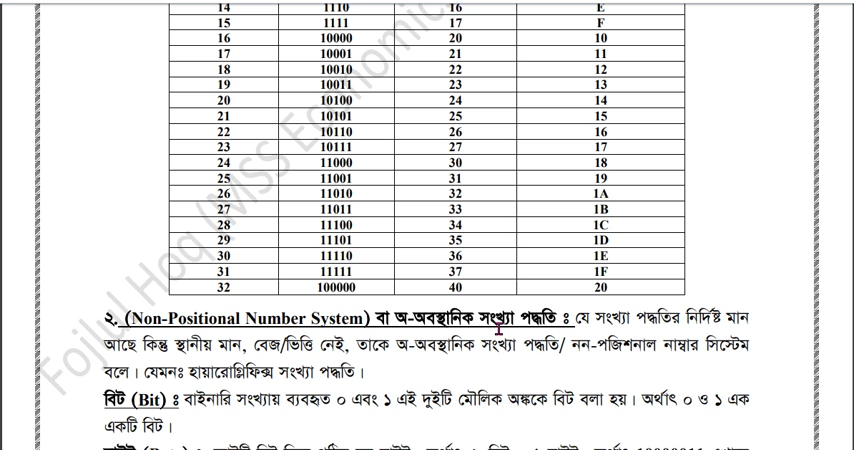 14 1110 16 E
15 1111 17 F
16 10000 20 10
17 10001 21 11
18 10010 22 12
19 10011 23 13
20 10100 24 14
21 10101 25 15
22 10110 26 16
23 10111 27 17
24 11000 30 18
25 11001 31 19
26 11010 32 1A
27 11011 33 1B
28 11100 34 1C
29 11101 35 1D
30 11110 36 1E
31 11111 37 1F
32 100000 40 20
২. (Non-Positional Number System) বা অ-অবস্থানিক সংখ্যা পদ্ধতি ঃ যে সংখ্যা পদ্ধতির নির্দিষ্ট মান
আছে কিন্তু স্থানীয় মান, বেজ/ভিত্তি নেই, তাকে অ-অবস্থানিক সংখ্যা পদ্ধতি/ নন-পজিশনাল নাম্বার সিস্টেম
বলে। যেমনঃ হায়ারোগ্লিফিক্স সংখ্যা পদ্ধতি।
বিট (Bit) ঃ বাইনারি সংখ্যায় ব্যবহৃত ০ এবং ১ এই দুইটি মৌলিক অঙ্ককে বিট বলা হয়। অর্থাৎ ০ ও ১ এক
একটি বিট।
Fojlul Hoq (MSS Economics